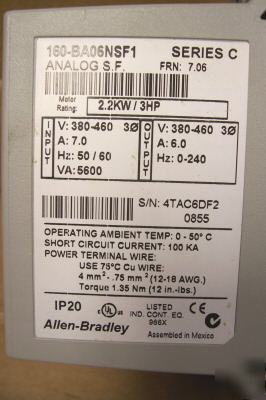 160-BA06NSF1 SERIES C
ANALOG S.F. FRN: 7.06
Motor Rating: 2.2KW / 3HP
INPUT
V: 380-460 3Ø
A: 7.0
Hz: 50 / 60
VA: 5600
OUTPUT
V: 380-460 3Ø
A: 6.0
Hz: 0-240
S/N: 4TAC6DF2
0855
OPERATING AMBIENT TEMP: 0 - 50° C
SHORT CIRCUIT CURRENT: 100 KA
POWER TERMINAL WIRE:
USE 75°C Cu WIRE:
4 mm² - .75 mm² (12-18 AWG.)
Torque 1.35 Nm (12 in.-lbs.)
IP20
UL
LISTED
IND. CONT. EQ.
966X
Allen-Bradley
Assembled in Mexico